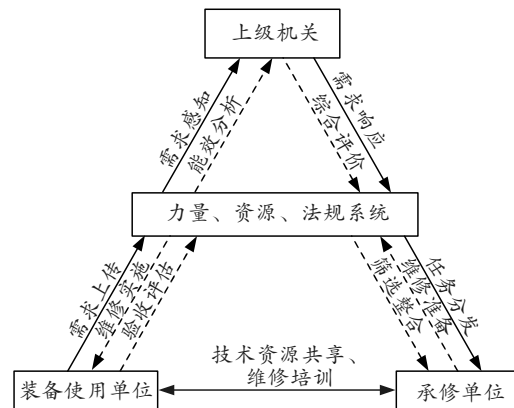 上级机关
需求感知
能效分析
综合评价
需求响应
力量、资源、法规系统
需求上传
维修实施
验收评估
筛选整合
维修准备
任务分发
技术资源共享、
维修培训
装备使用单位
承修单位